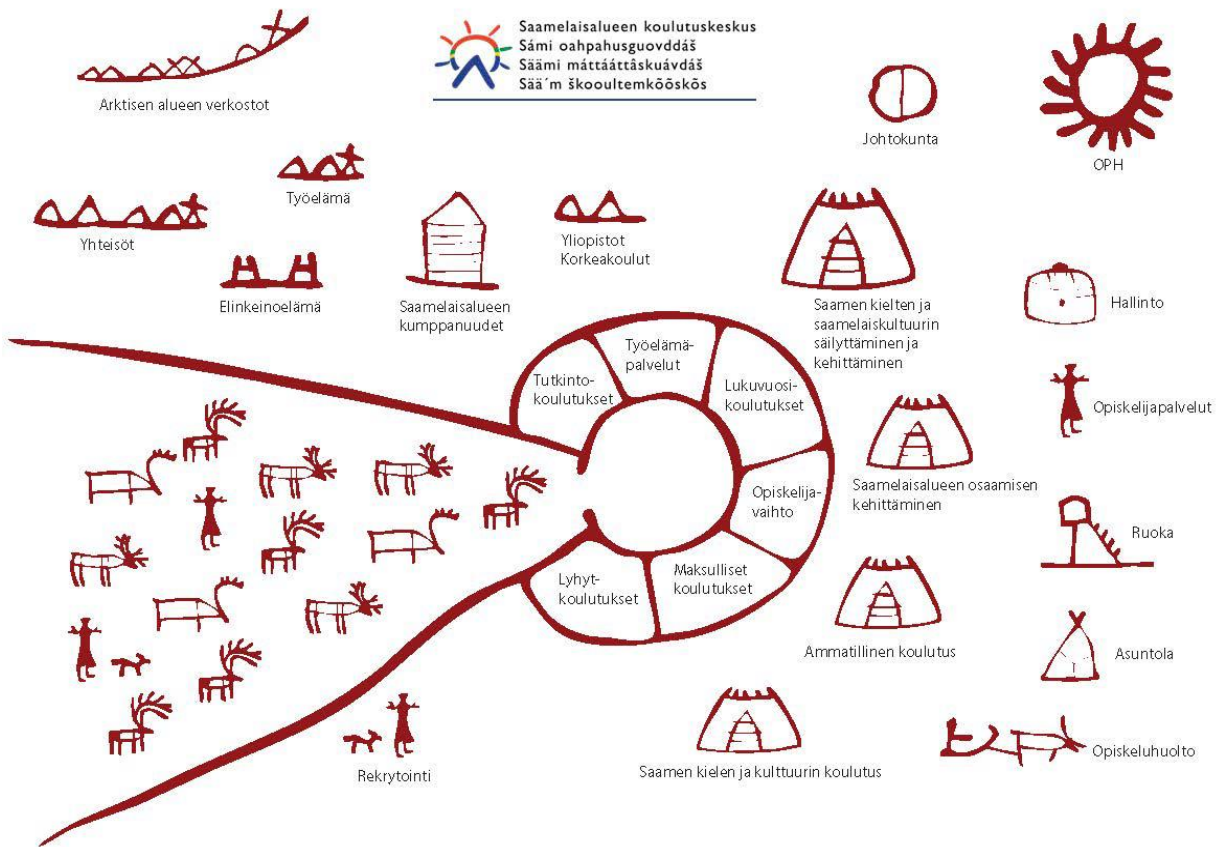 Saamelaisalueen koulutuskeskus
Sámi oahpahusguovddáš
Säämi máttááttâskuávdáš
Sää´m škooultemkõõskõs
Arktisen alueen verkostot
Johtokunta
OPH
Työelämä
Yhteisöt
Yliopistot
Korkeakoulut
Elinkeinoelämä
Saamelaisalueen
kumppanuudet
Saamen kielten ja
saamelaiskultuurin
säilyttäminen ja
kehittäminen
Hallinto
Työelämä-
palvelut
Tutkinto-
koulutukset
Lukuvuosi-
koulutukset
Opiskelijapalvelut
Saamelaisalueen osaamisen
kehittäminen
Opiskelija-
vaihto
Ruoka
Lyhyt-
koulutukset
Maksulliset
koulutukset
Ammatillinen koulutus
Asuntola
Rekrytointi
Saamen kielen ja kulttuurin koulutus
Opiskeluhuolto